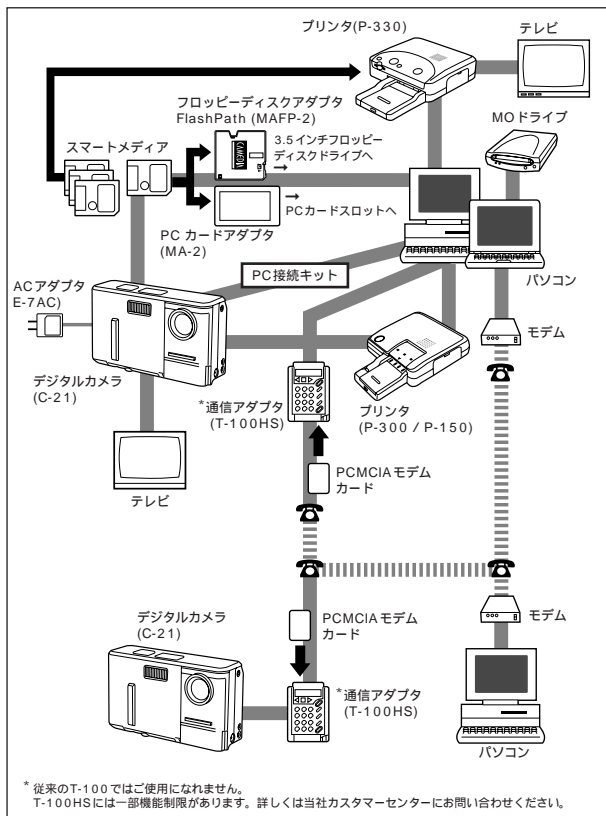 プリンタ(P-330)
テレビ
フロッピーディスクアダプタ
FlashPath (MAFP-2)
3.5インチフロッピー
ディスクドライブへ
MOドライブ
スマートメディア
PCカードスロットへ
PC カードアダプタ
(MA-2)
PC接続キット
パソコン
ACアダプタ
E-7AC)
モデム
デジタルカメラ
(C-21)
*通信アダプタ
(T-100HS)
プリンタ
(P-300 / P-150)
PCMCIAモデム
カード
テレビ
デジタルカメラ
(C-21)
PCMCIAモデム
カード
モデム
*通信アダプタ
(T-100HS)
パソコン
* 従来のT-100ではご使用になれません。
T-100HSには一部機能制限があります。詳しくは当社カスタマーセンターにお問い合わせください。